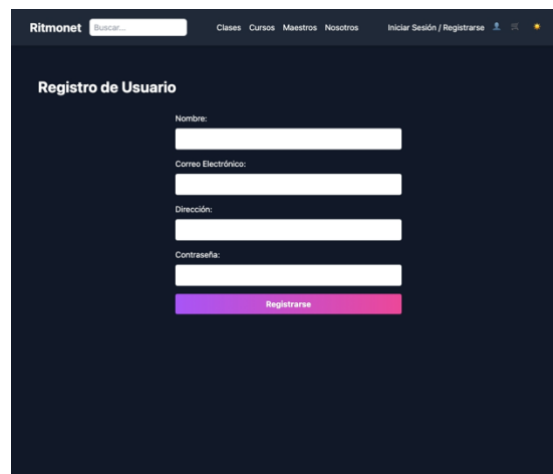 Ritmonet Buscar... Clases Cursos Maestros Nosotros Iniciar Sesión / Registrarse
Registro de Usuario
Nombre:
Correo Electrónico:
Dirección:
Contraseña:
Registrarse